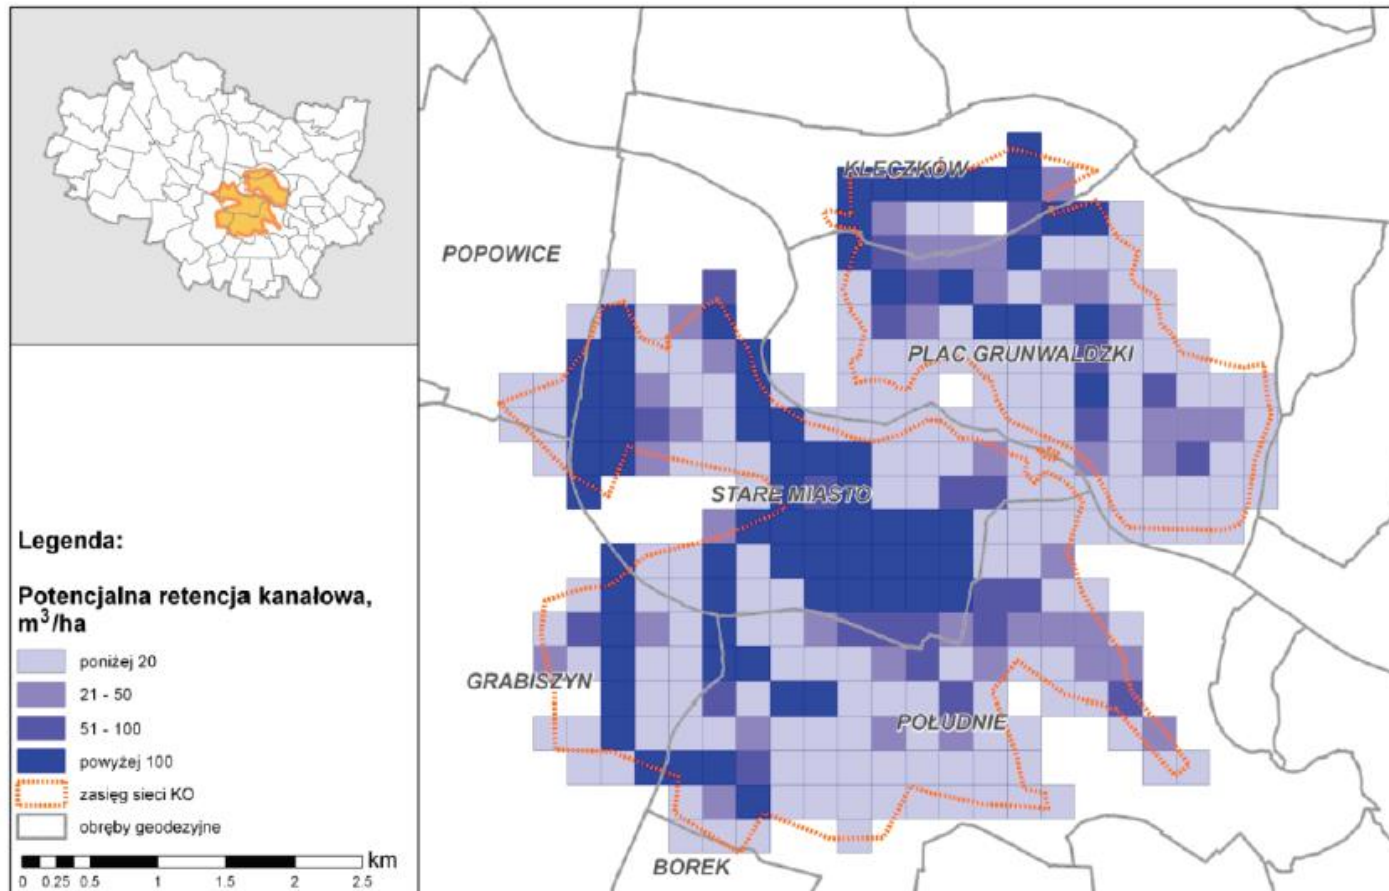 KLECZKÓW
POPOWICE
PLAC GRUNWALDZKI
STARE MIASTO
GRABISZYN
POŁUDNIE
BOREK
Legenda:
Potencjalna retencja kanałowa,
m³/ha
poniżej 20
21 - 50
51 - 100
powyżej 100
zasięg sieci KO
obręby geodezyjne
km
0 0.25 0.5 1 1.5 2 2.5